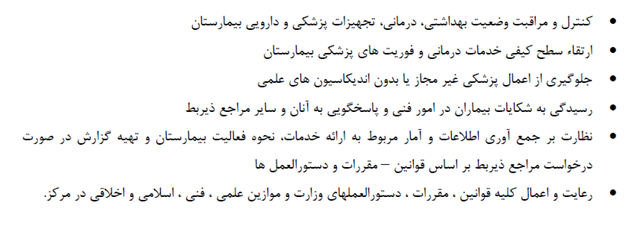 • کنترل و مراقبت وضعیت بهداشتی، درمانی، تجهیزات پزشکی و دارویی بیمارستان
• ارتقاء سطح کیفی خدمات درمانی و فوریت های پزشکی بیمارستان
• جلوگیری از اعمال پزشکی غیر مجاز یا بدون اندیکاسیون های علمی
• رسیدگی به شکایات بیماران در امور فنی و پاسخگویی به آنان و سایر مراجع ذیربط
• نظارت بر جمع آوری اطلاعات و آمار مربوط به ارائه خدمات، نحوه فعالیت بیمارستان و تهیه گزارش در صورت
درخواست مراجع ذیربط بر اساس قوانین – مقررات و دستورالعمل ها
• رعایت و اعمال کلیه قوانین ، مقررات ، دستورالعملهای وزارت و موازین علمی ، فنی ، اسلامی و اخلاقی در مرکز.